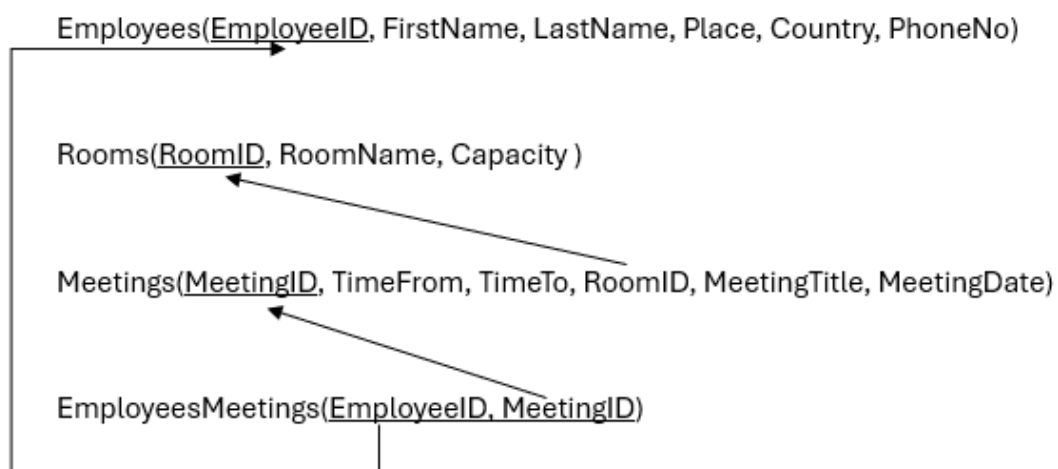 Employees(EmployeeID, FirstName, LastName, Place, Country, PhoneNo)
Rooms(RoomID, RoomName, Capacity )
Meetings(MeetingID, TimeFrom, TimeTo, RoomID, MeetingTitle, MeetingDate)
EmployeesMeetings(EmployeeID, MeetingID)